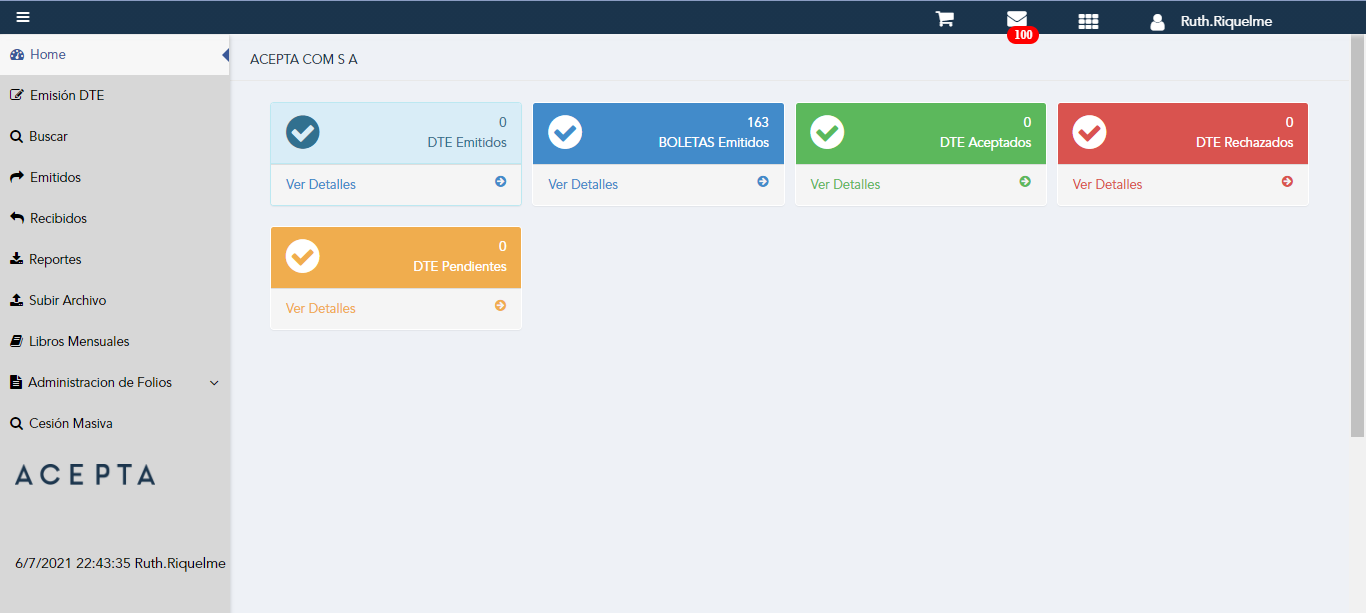 Ruth.Riquelme
100
Home
ACEPTA COM S A
Emisión DTE
Buscar
Emitidos
Recibidos
Reportes
Subir Archivo
Libros Mensuales
Administracion de Folios
Cesión Masiva
ACEPTA
6/7/2021 22:43:35 Ruth.Riquelme
0
DTE Emitidos
Ver Detalles
163
BOLETAS Emitidos
Ver Detalles
0
DTE Aceptados
Ver Detalles
0
DTE Rechazados
Ver Detalles
0
DTE Pendientes
Ver Detalles